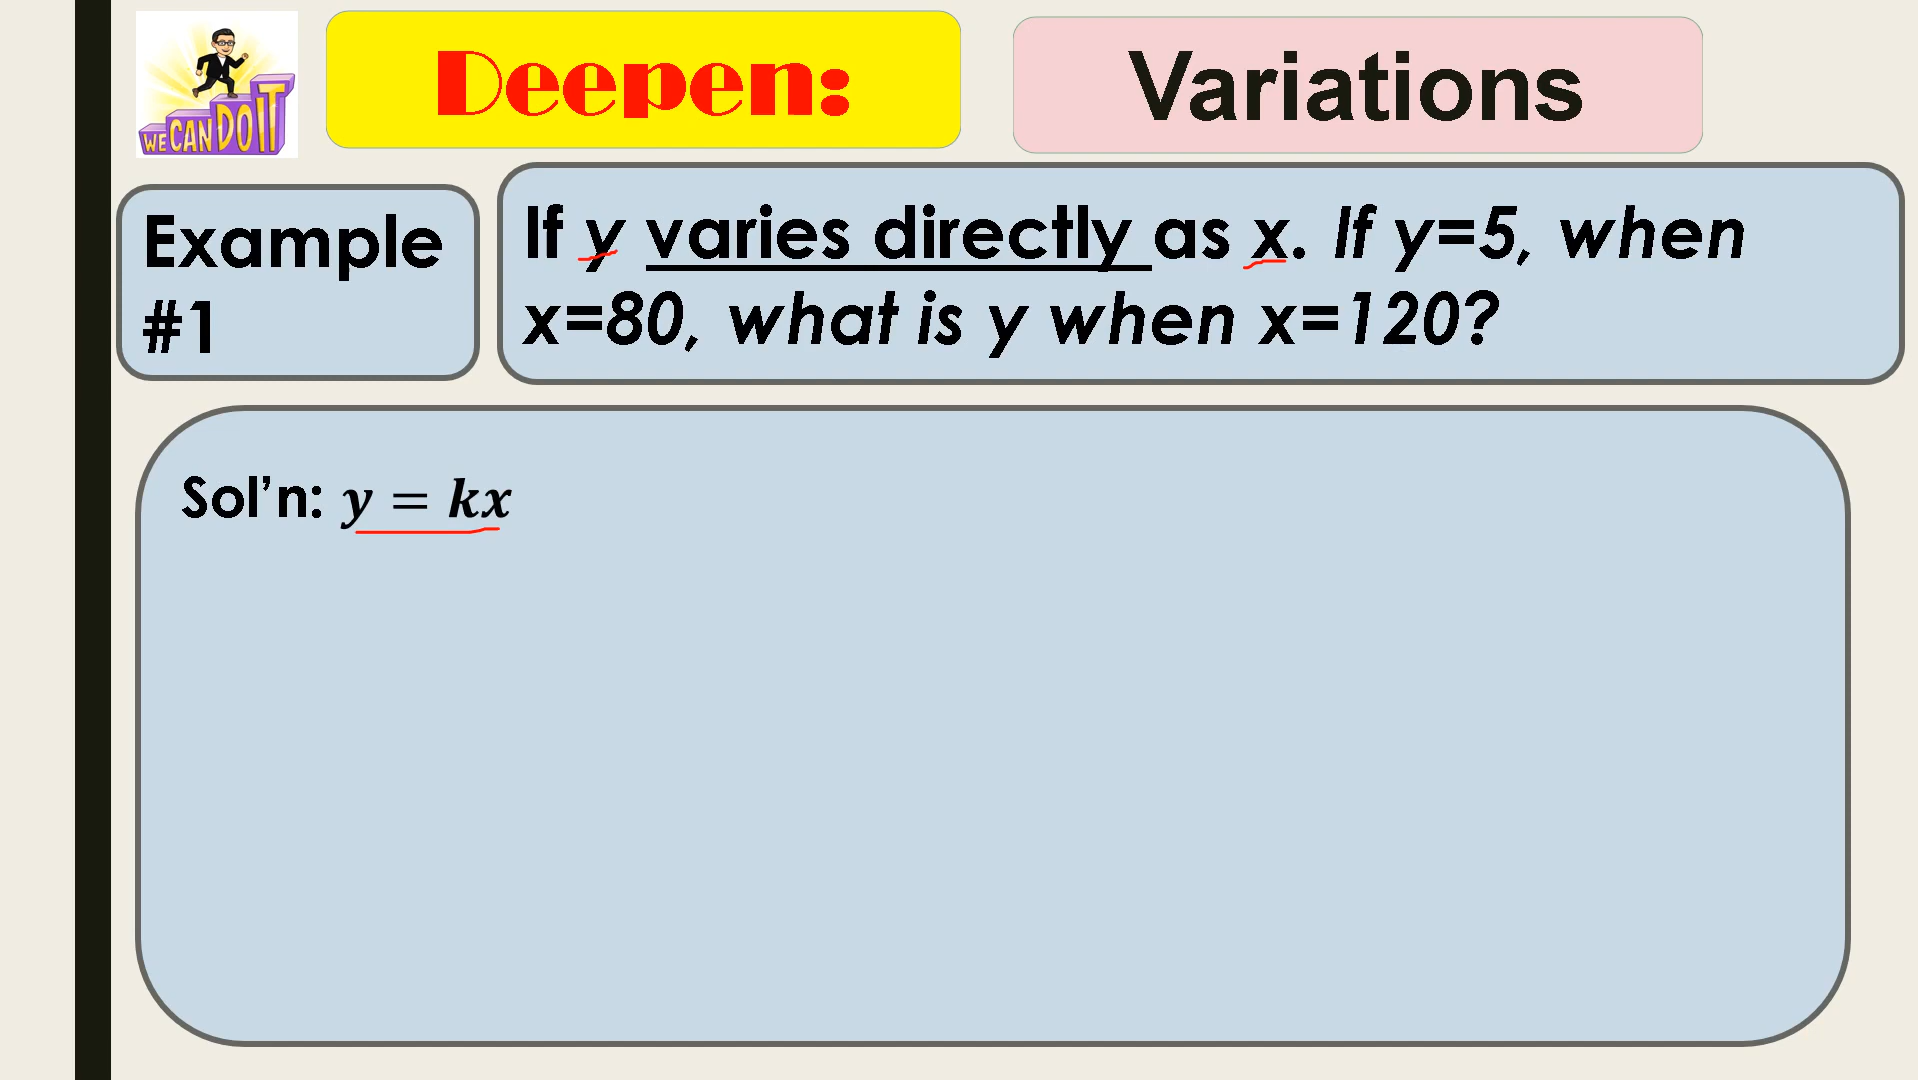 WE CAN DO IT
Deepen:
Variations
Example
#1
If y varies directly as x. If y=5, when
x=80, what is y when x=120?
Sol’n: y = kx